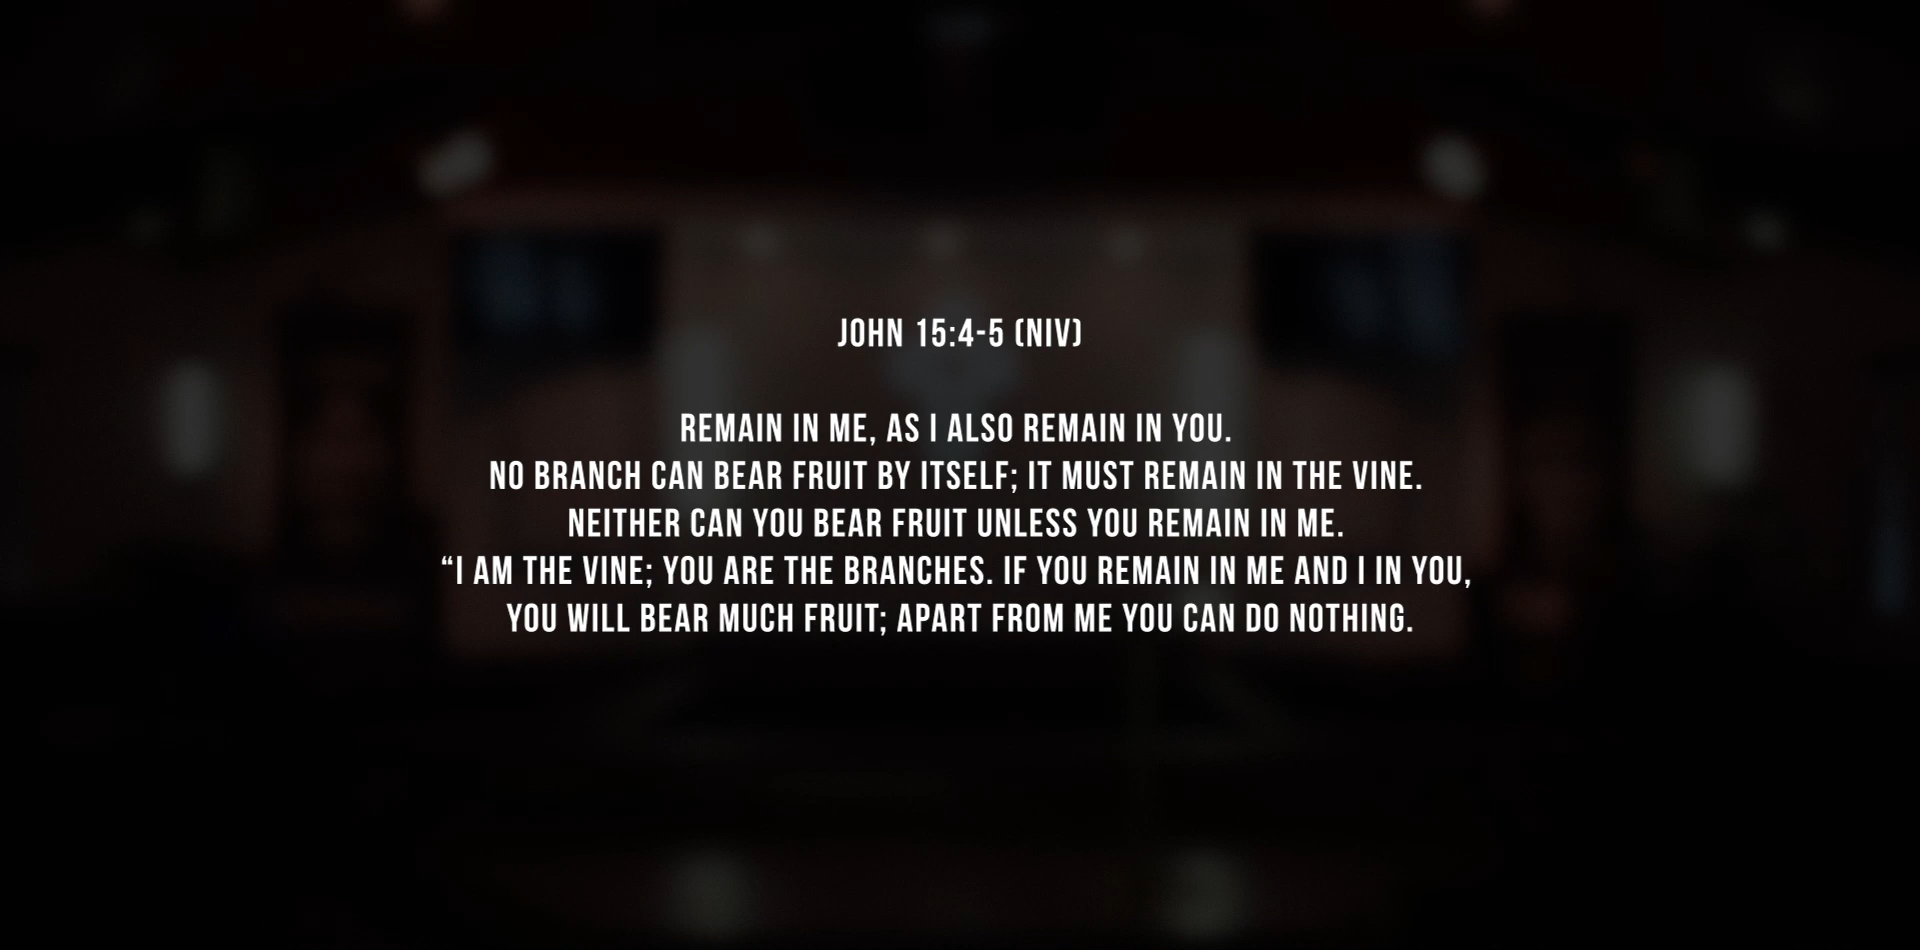 JOHN 15:4-5 (NIV)
REMAIN IN ME, AS I ALSO REMAIN IN YOU.
NO BRANCH CAN BEAR FRUIT BY ITSELF; IT MUST REMAIN IN THE VINE.
NEITHER CAN YOU BEAR FRUIT UNLESS YOU REMAIN IN ME.
“I AM THE VINE; YOU ARE THE BRANCHES. IF YOU REMAIN IN ME AND I IN YOU,
YOU WILL BEAR MUCH FRUIT; APART FROM ME YOU CAN DO NOTHING.